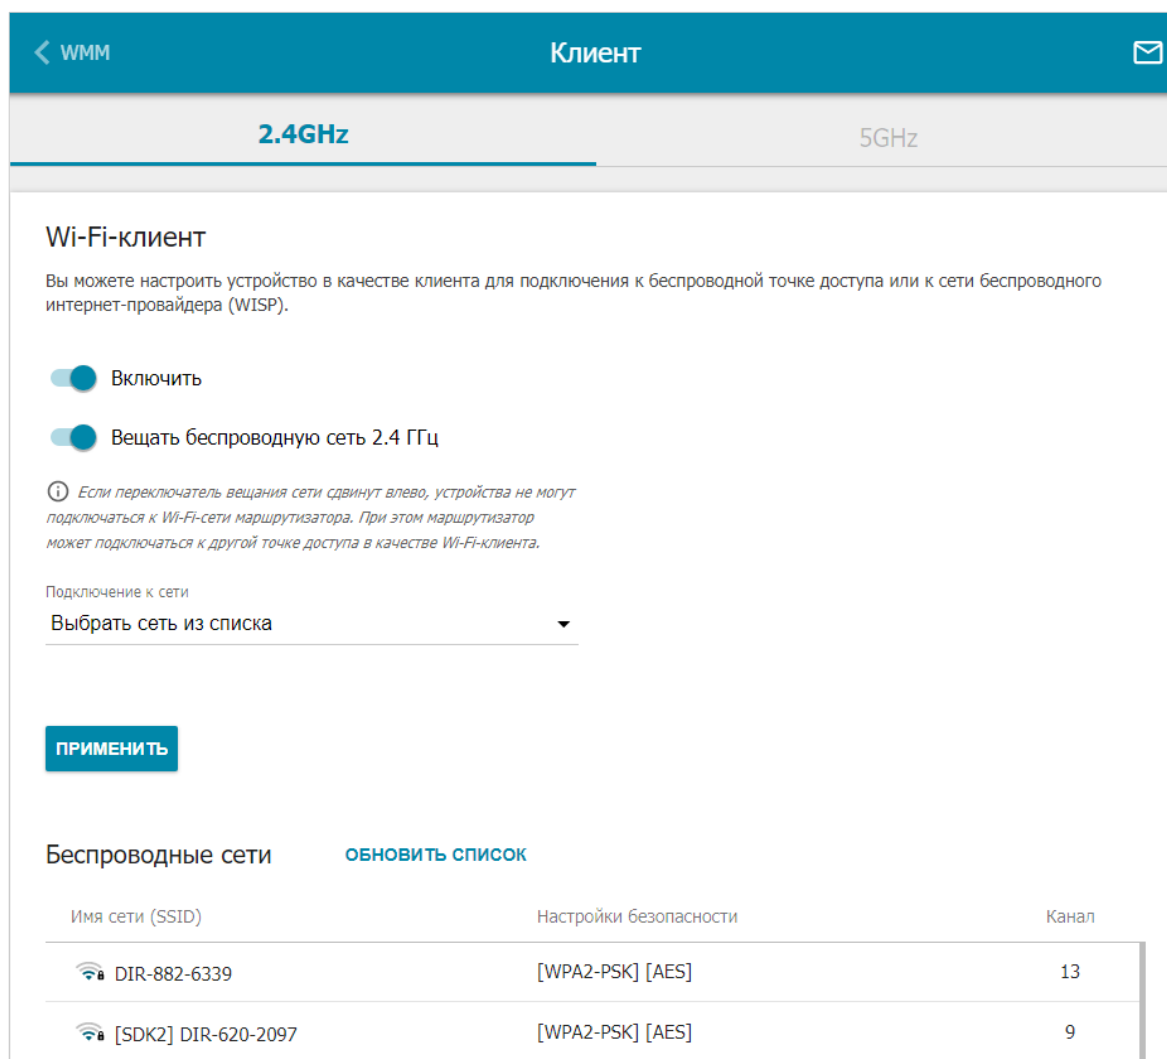 WMM
Клиент
2.4GHz
5GHz
Wi-Fi-клиент
Вы можете настроить устройство в качестве клиента для подключения к беспроводной точке доступа или к сети беспроводного
интернет-провайдера (WISP).
Включить
Вещать беспроводную сеть 2.4 ГГц
Если переключатель вещания сети сдвинут влево, устройства не могут
подключаться к Wi-Fi-сети маршрутизатора. При этом маршрутизатор
может подключаться к другой точке доступа в качестве Wi-Fi-клиента.
Подключение к сети
Выбрать сеть из списка
ПРИМЕНИТЬ
Беспроводные сети ОБНОВИТЬ СПИСОК
Имя сети (SSID) Настройки безопасности Канал
DIR-882-6339 [WPA2-PSK] [AES] 13
[SDK2] DIR-620-2097 [WPA2-PSK] [AES] 9